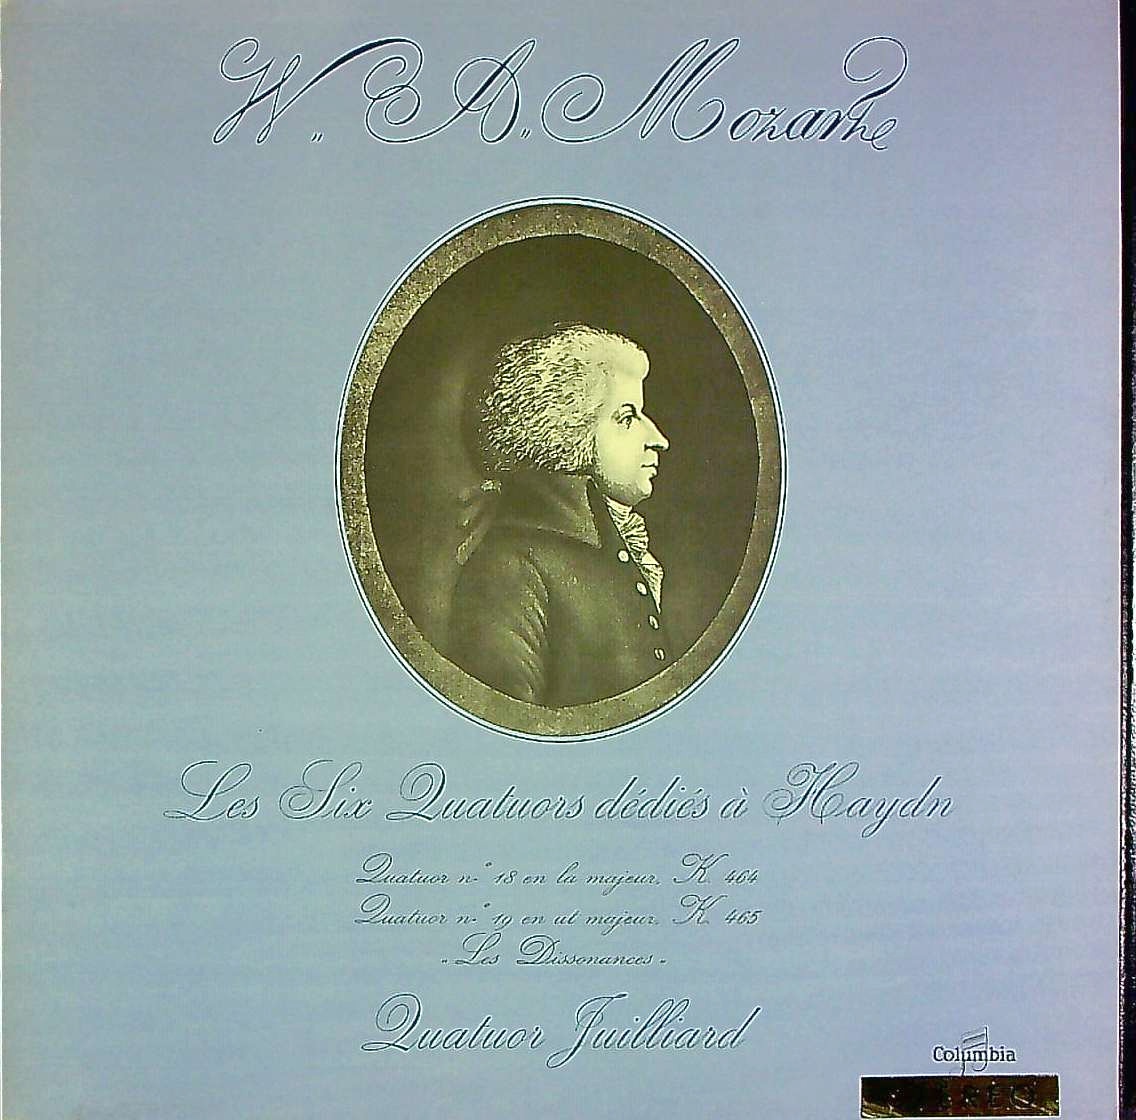 W. A. Mozart
Les Six Quatuors dédiés à Haydn
Quatuor n° 18 en la majeur, K. 464
Quatuor n° 19 en ut majeur, K. 465
"Les Dissonances"
Quatuor Juilliard
Columbia